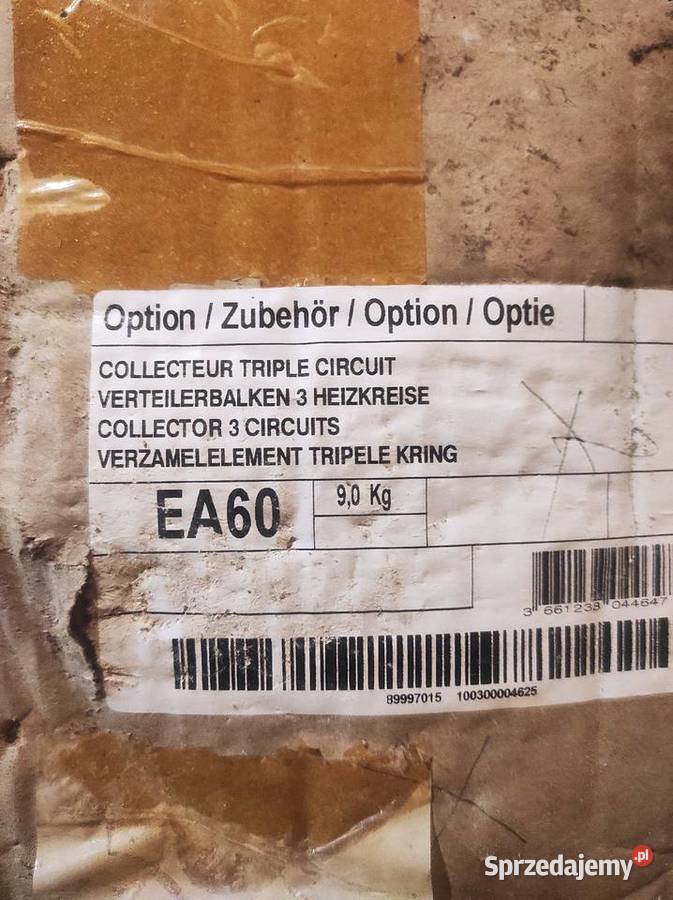 Option / Zubehör / Option / Optie
COLLECTEUR TRIPLE CIRCUIT
VERTEILERBALKEN 3 HEIZKREISE
COLLECTOR 3 CIRCUITS
VERZAMELELEMENT TRIPELE KRING
EA60
9,0 Kg
3 661238 044647
89997015 100300004625
Sprzedajemy.pl